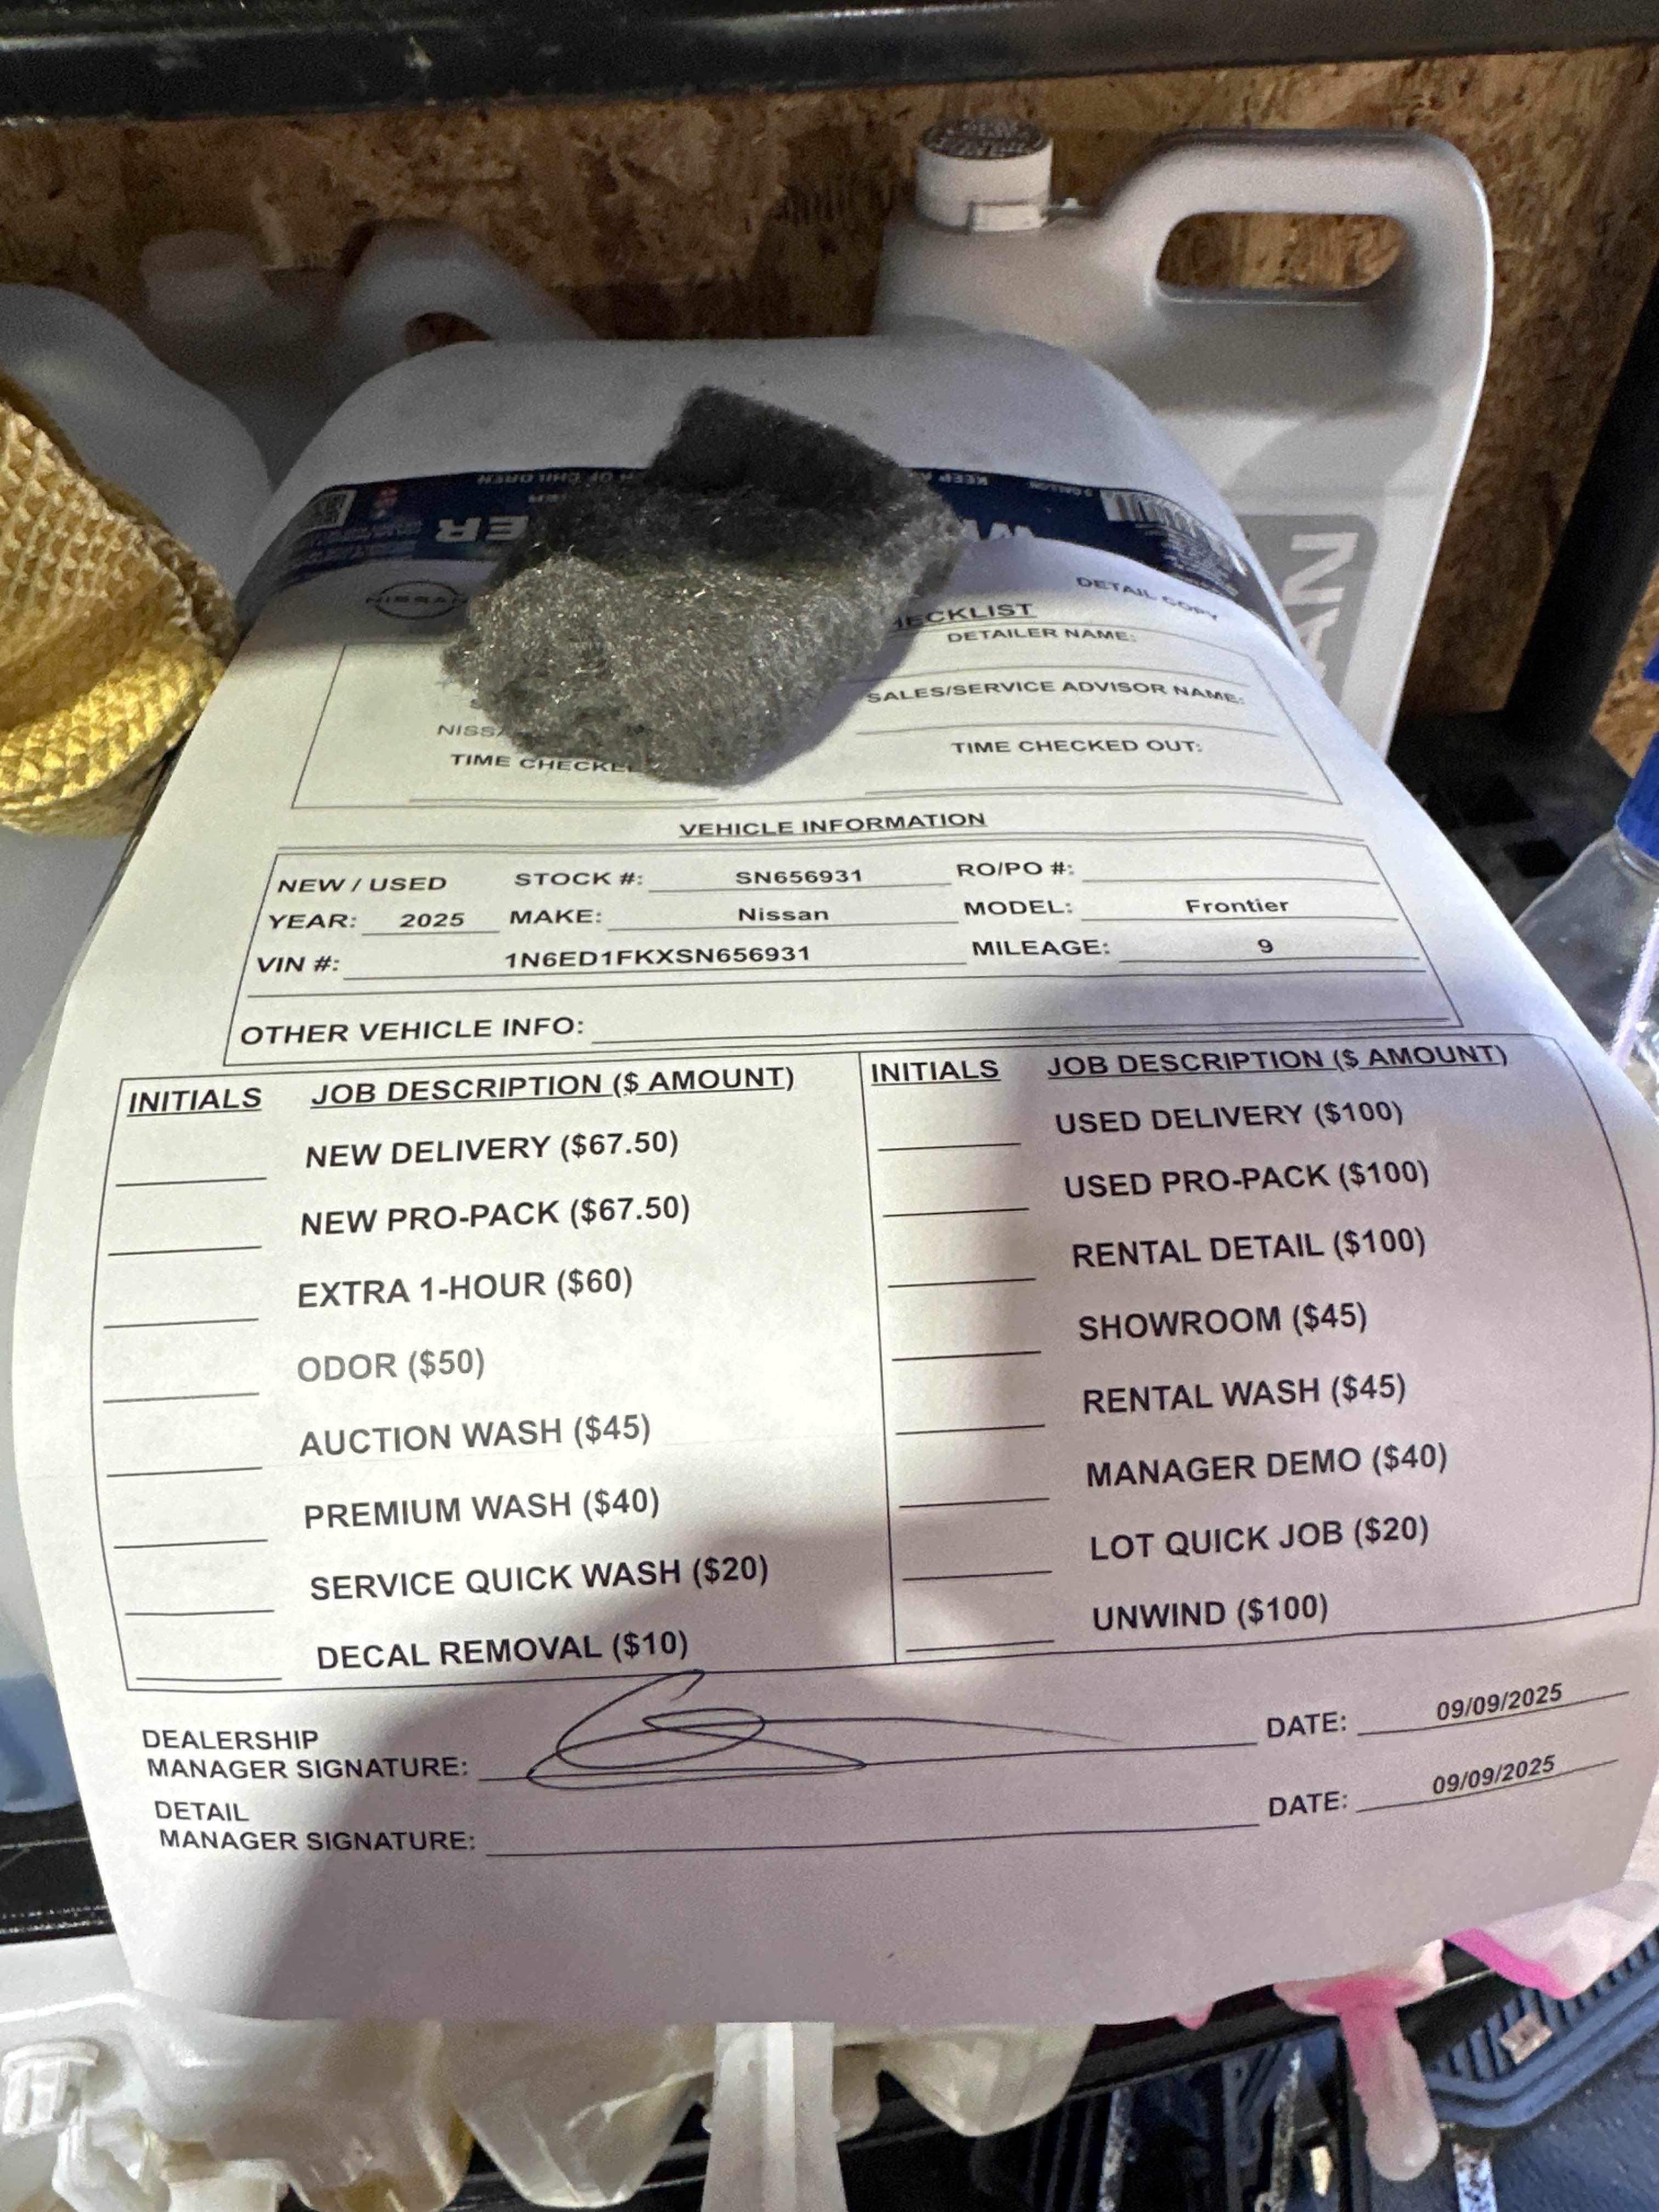 KEEP
OF CHILDREN
ER
NISSAN
DETAIL COPY
DETAILER NAME:
SALES/SERVICE ADVISOR NAME:
TIME CHECKED OUT:
VEHICLE INFORMATION
NEW / USED STOCK #: SN656931 RO/PO #:
YEAR: 2025 MAKE: Nissan MODEL: Frontier
VIN #: 1N6ED1FKXSN656931 MILEAGE: 9
OTHER VEHICLE INFO:
INITIALS JOB DESCRIPTION ($ AMOUNT)
NEW DELIVERY ($67.50)
NEW PRO-PACK ($67.50)
EXTRA 1-HOUR ($60)
ODOR ($50)
AUCTION WASH ($45)
PREMIUM WASH ($40)
SERVICE QUICK WASH ($20)
DECAL REMOVAL ($10)
INITIALS JOB DESCRIPTION ($ AMOUNT)
USED DELIVERY ($100)
USED PRO-PACK ($100)
RENTAL DETAIL ($100)
SHOWROOM ($45)
RENTAL WASH ($45)
MANAGER DEMO ($40)
LOT QUICK JOB ($20)
UNWIND ($100)
DEALERSHIP
MANAGER SIGNATURE: DATE: 09/09/2025
DETAIL
MANAGER SIGNATURE: DATE: 09/09/2025